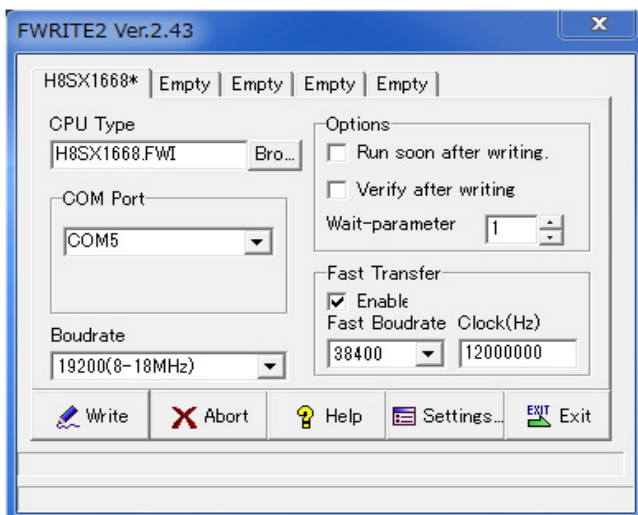 FWRITE2 Ver.2.43
X
H8SX1668* Empty Empty Empty Empty
CPU Type
H8SX1668.FWI Bro...
COM Port
COM5
Boudrate
19200(8-18MHz)
Options
Run soon after writing.
Verify after writing
Wait-parameter 1
Fast Transfer
Enable
Fast Boudrate Clock(Hz)
38400 12000000
Write Abort Help Settings... EXIT Exit